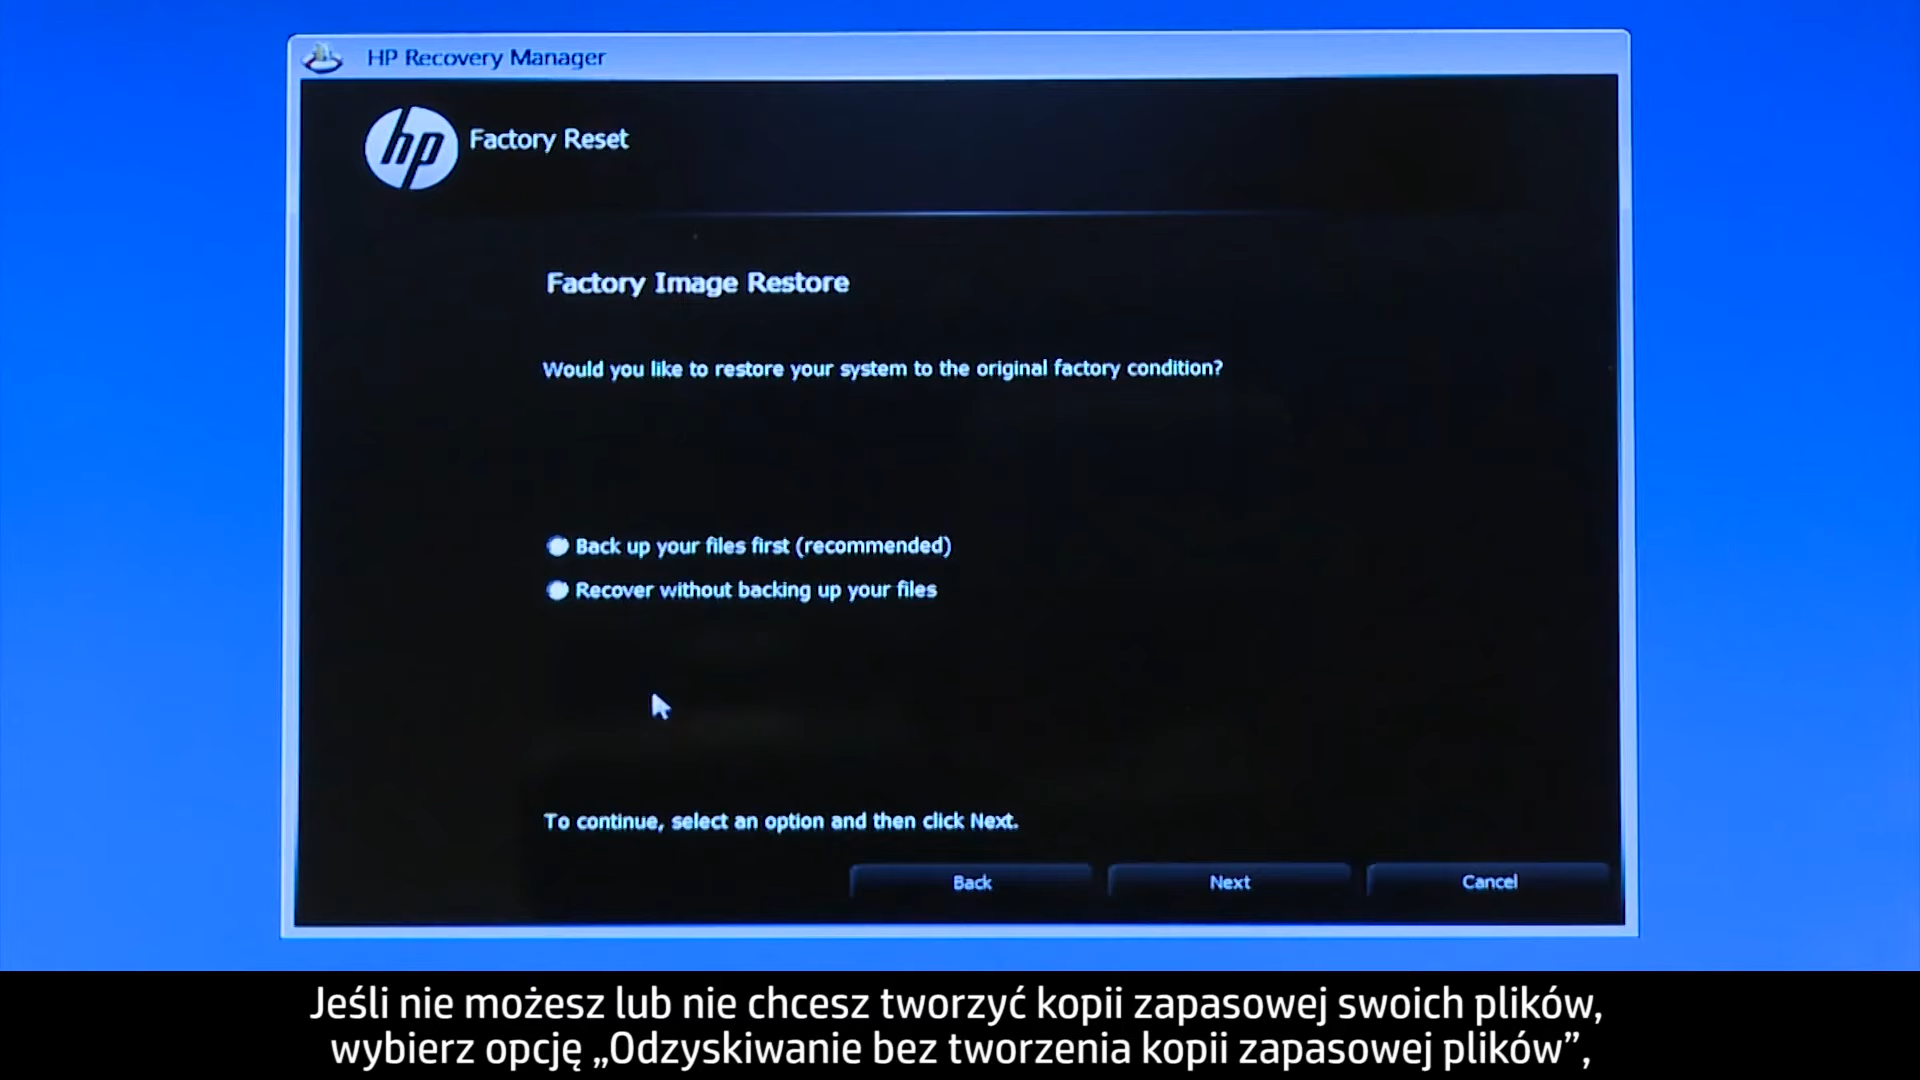 HP Recovery Manager
hp Factory Reset
Factory Image Restore
Would you like to restore your system to the original factory condition?
Back up your files first (recommended)
Recover without backing up your files
To continue, select an option and then click Next.
Back Next Cancel
Jeśli nie możesz lub nie chcesz tworzyć kopii zapasowej swoich plików,
wybierz opcję „Odzyskiwanie bez tworzenia kopii zapasowej plików”,